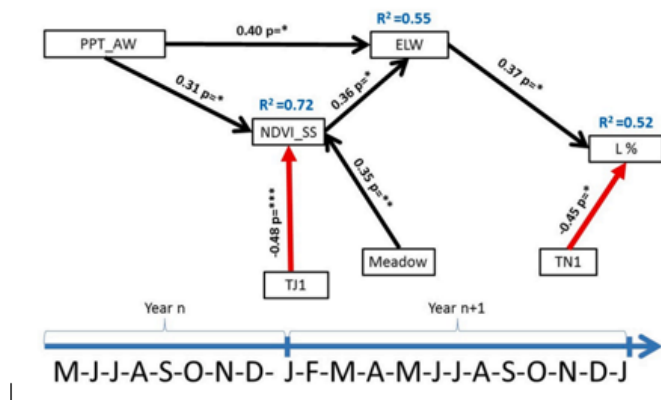 R²=0.55
PPT_AW
0.40 p=*
ELW
0.31 p=*
R²=0.72
0.36 p=*
0.37 p=*
R²=0.52
NDVI_SS
L %
-0.48 p=***
0.35 p=**
-0.45 p=*
TJ1
Meadow
TN1
Year n
Year n+1
M-J-J-A-S-O-N-D- J-F-M-A-M-J-J-A-S-O-N-D-J